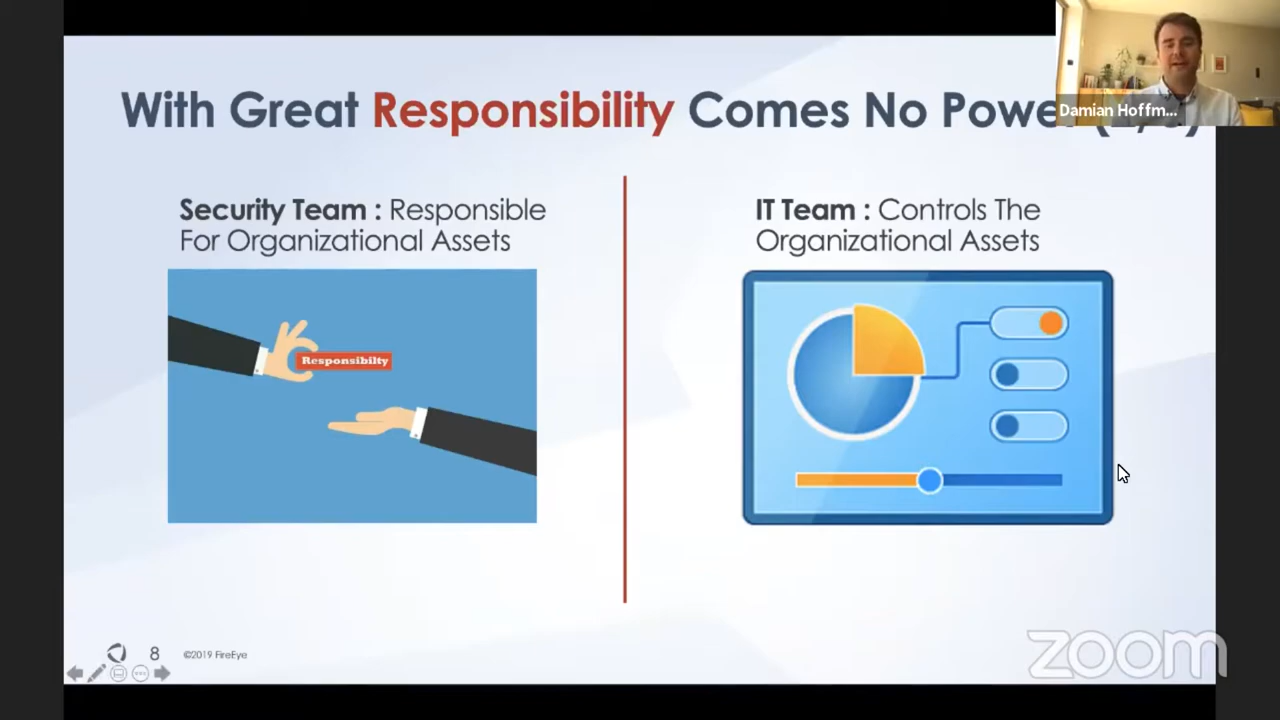 With Great Responsibility Comes No Power
Damian Hoffm...
Security Team : Responsible
For Organizational Assets
IT Team : Controls The
Organizational Assets
Responsibilty
8
©2019 FireEye
zoom